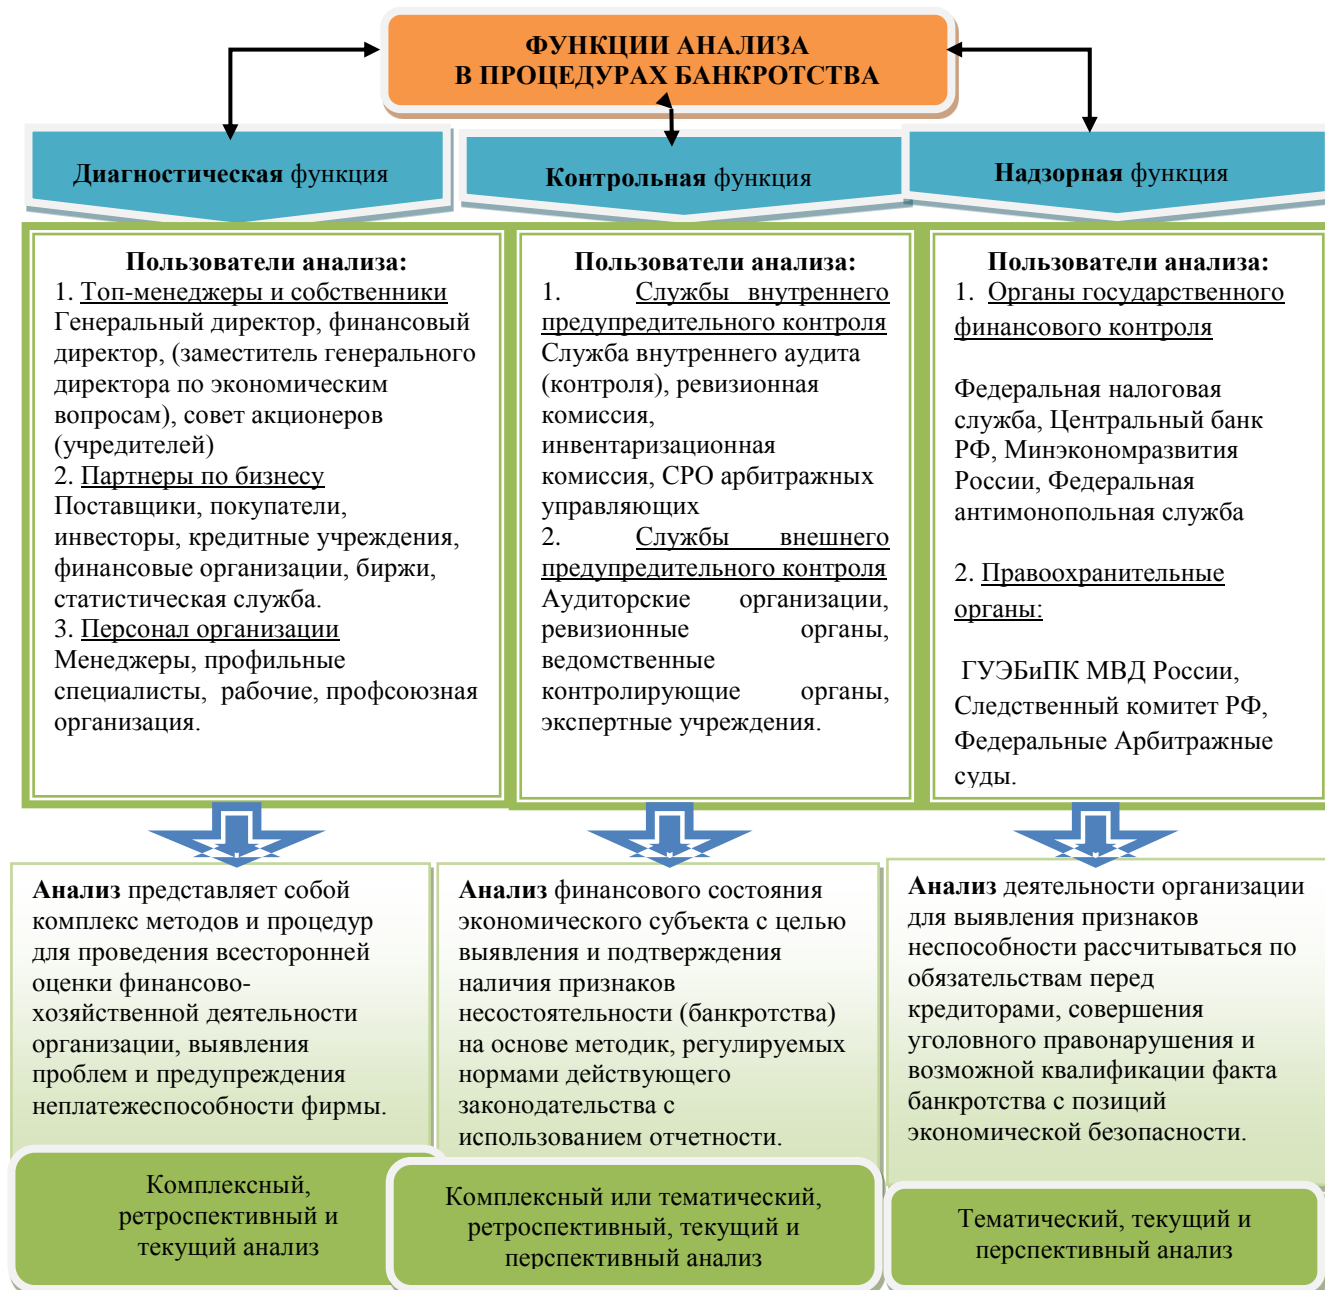 ФУНКЦИИ АНАЛИЗА
В ПРОЦЕДУРАХ БАНКРОТСТВА
Диагностическая функция
Контрольная функция
Надзорная функция
Пользователи анализа:
1. Топ-менеджеры и собственники
Генеральный директор, финансовый
директор, (заместитель генерального
директора по экономическим
вопросам), совет акционеров
(учредителей)
2. Партнеры по бизнесу
Поставщики, покупатели,
инвесторы, кредитные учреждения,
финансовые организации, биржи,
статистическая служба.
3. Персонал организации
Менеджеры, профильные
специалисты, рабочие, профсоюзная
организация.
Пользователи анализа:
1. Службы внутреннего
предупредительного контроля
Служба внутреннего аудита
(контроля), ревизионная
комиссия,
инвентаризационная
комиссия, СРО арбитражных
управляющих
2. Службы внешнего
предупредительного контроля
Аудиторские организации,
ревизионные органы,
ведомственные
контролирующие органы,
экспертные учреждения.
Пользователи анализа:
1. Органы государственного
финансового контроля
Федеральная налоговая
служба, Центральный банк
РФ, Минэкономразвития
России, Федеральная
антимонопольная служба
2. Правоохранительные
органы:
ГУЭБиПК МВД России,
Следственный комитет РФ,
Федеральные Арбитражные
суды.
Анализ представляет собой
комплекс методов и процедур
для проведения всесторонней
оценки финансово-
хозяйственной деятельности
организации, выявления
проблем и предупреждения
неплатежеспособности фирмы.
Анализ финансового состояния
экономического субъекта с целью
выявления и подтверждения
наличия признаков
несостоятельности (банкротства)
на основе методик, регулируемых
нормами действующего
законодательства с
использованием отчетности.
Анализ деятельности организации
для выявления признаков
неспособности рассчитываться по
обязательствам перед
кредиторами, совершения
уголовного правонарушения и
возможной квалификации факта
банкротства с позиций
экономической безопасности.
Комплексный,
ретроспективный и
текущий анализ
Комплексный или тематический,
ретроспективный, текущий и
перспективный анализ
Тематический, текущий и
перспективный анализ